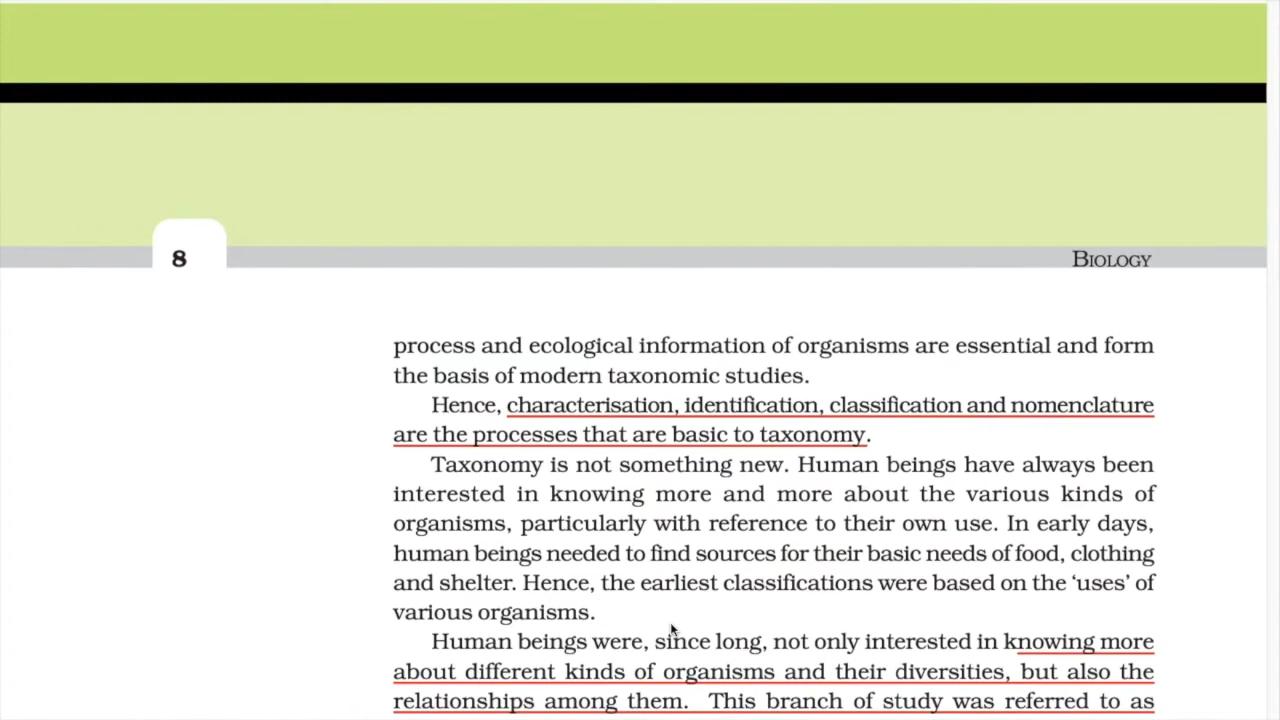 8
BIOLOGY
process and ecological information of organisms are essential and form
the basis of modern taxonomic studies.
Hence, characterisation, identification, classification and nomenclature
are the processes that are basic to taxonomy.
Taxonomy is not something new. Human beings have always been
interested in knowing more and more about the various kinds of
organisms, particularly with reference to their own use. In early days,
human beings needed to find sources for their basic needs of food, clothing
and shelter. Hence, the earliest classifications were based on the ‘uses’ of
various organisms.
Human beings were, since long, not only interested in knowing more
about different kinds of organisms and their diversities, but also the
relationships among them. This branch of study was referred to as